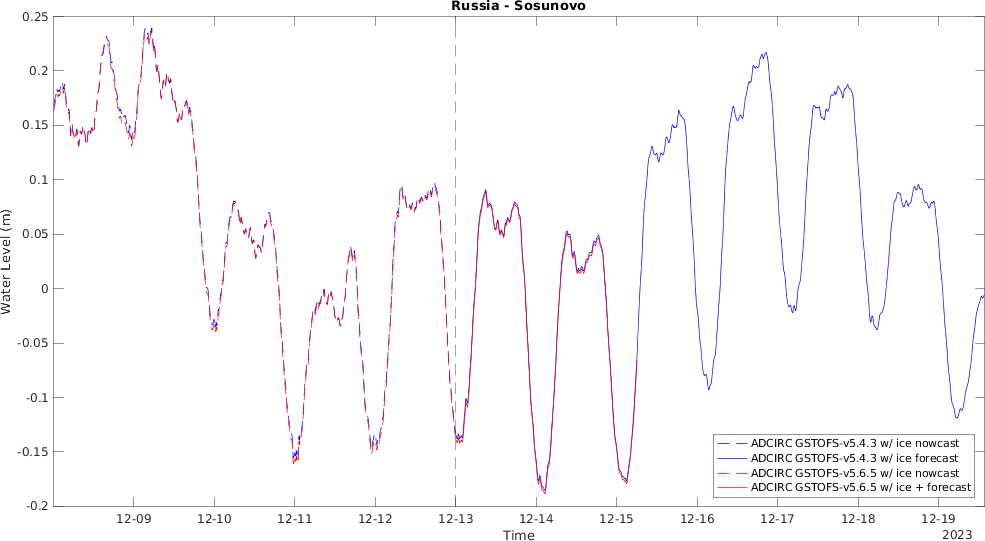 Russia - Sosunovo
0.25
0.2
0.15
0.1
0.05
0
-0.05
-0.1
-0.15
-0.2
Water Level (m)
12-09 12-10 12-11 12-12 12-13 12-14 12-15 12-16 12-17 12-18 12-19
Time
2023
ADCIRC GSTOFS-v5.4.3 w/ ice nowcast
ADCIRC GSTOFS-v5.4.3 w/ ice forecast
ADCIRC GSTOFS-v5.6.5 w/ ice nowcast
ADCIRC GSTOFS-v5.6.5 w/ ice + forecast